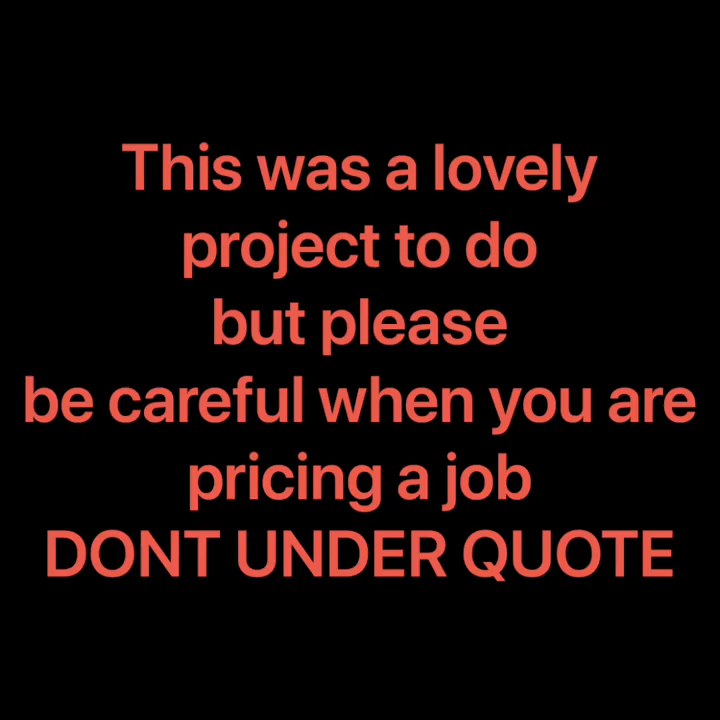 This was a lovely
project to do
but please
be careful when you are
pricing a job
DONT UNDER QUOTE